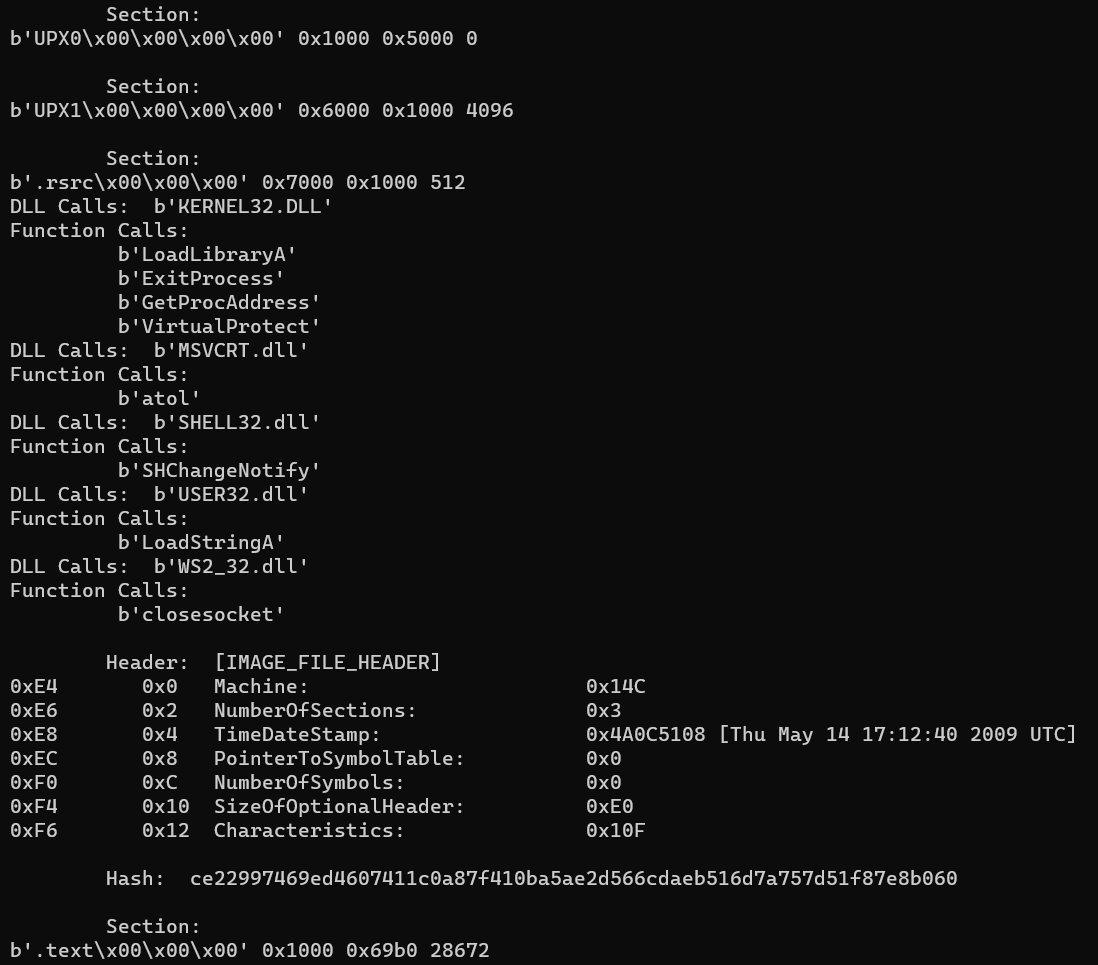 Section:
b'UPX0\x00\x00\x00\x00' 0x1000 0x5000 0
Section:
b'UPX1\x00\x00\x00\x00' 0x6000 0x1000 4096
Section:
b'.rsrc\x00\x00\x00' 0x7000 0x1000 512
DLL Calls:  b'KERNEL32.DLL'
Function Calls:
b'LoadLibraryA'
b'ExitProcess'
b'GetProcAddress'
b'VirtualProtect'
DLL Calls:  b'MSVCRT.dll'
Function Calls:
b'atol'
DLL Calls:  b'SHELL32.dll'
Function Calls:
b'SHChangeNotify'
DLL Calls:  b'USER32.dll'
Function Calls:
b'LoadStringA'
DLL Calls:  b'WS2_32.dll'
Function Calls:
b'closesocket'
Header:  [IMAGE_FILE_HEADER]
0xE4       0x0   Machine:                       0x14C
0xE6       0x2   NumberOfSections:              0x3
0xE8       0x4   TimeDateStamp:                 0x4A0C5108 [Thu May 14 17:12:40 2009 UTC]
0xEC       0x8   PointerToSymbolTable:          0x0
0xF0       0xC   NumberOfSymbols:               0x0
0xF4       0x10  SizeOfOptionalHeader:          0xE0
0xF6       0x12  Characteristics:               0x10F
Hash:  ce22997469ed4607411c0a87f410ba5ae2d566cdaeb516d7a757d51f87e8b060
Section:
b'.text\x00\x00\x00' 0x1000 0x69b0 28672